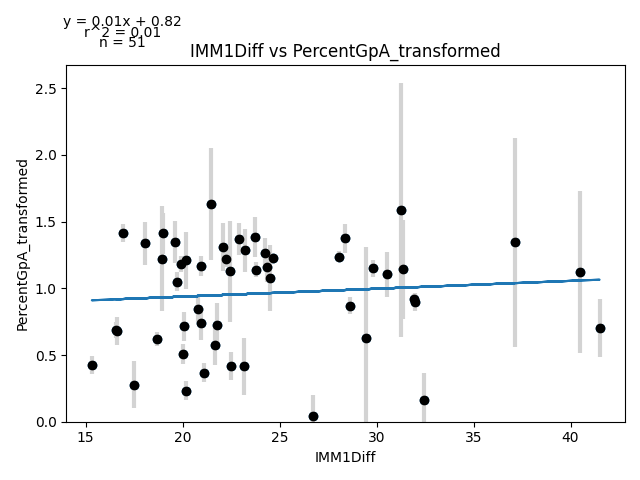 y = 0.01x + 0.82
r^2 = 0.01
n = 51
IMM1Diff vs PercentGpA_transformed
PercentGpA_transformed
2.5
2.0
1.5
1.0
0.5
0.0
15 20 25 30 35 40
IMM1Diff